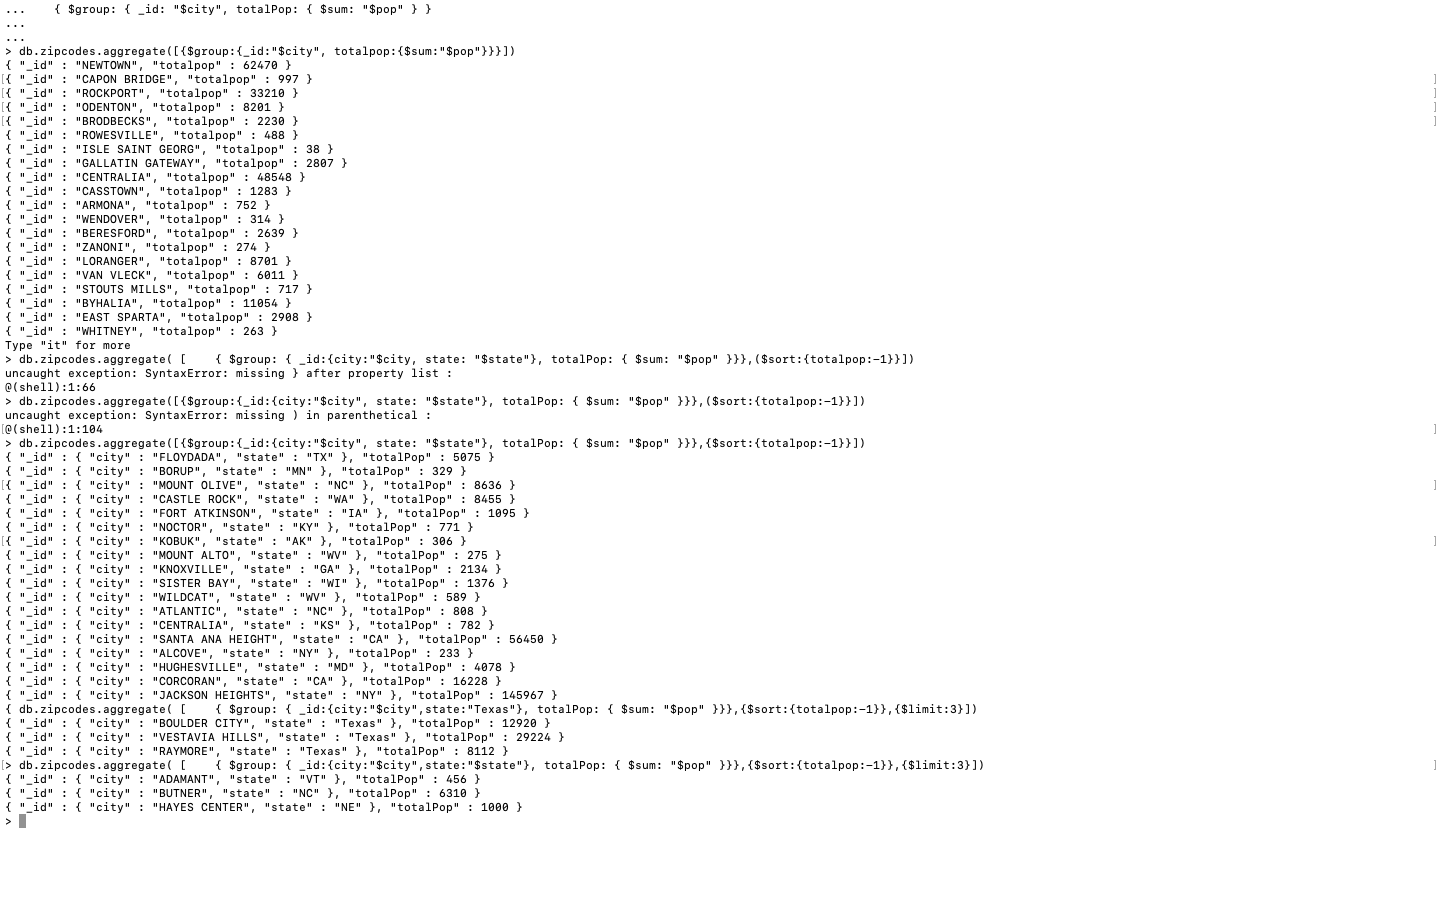 ...    { $group: { _id: "$city", totalPop: { $sum: "$pop" } }
...
...
> db.zipcodes.aggregate([{$group:{_id:"$city", totalpop:{$sum:"$pop"}}}])
{ "_id" : "NEWTOWN", "totalpop" : 62470 }
[{ "_id" : "CAPON BRIDGE", "totalpop" : 997 } ]
[{ "_id" : "ROCKPORT", "totalpop" : 33210 } ]
[{ "_id" : "ODENTON", "totalpop" : 8201 } ]
[{ "_id" : "BRODBECKS", "totalpop" : 2230 } ]
{ "_id" : "ROWESVILLE", "totalpop" : 488 }
{ "_id" : "ISLE SAINT GEORG", "totalpop" : 38 }
{ "_id" : "GALLATIN GATEWAY", "totalpop" : 2807 }
{ "_id" : "CENTRALIA", "totalpop" : 48548 }
{ "_id" : "CASSTOWN", "totalpop" : 1283 }
{ "_id" : "ARMONA", "totalpop" : 752 }
{ "_id" : "WENDOVER", "totalpop" : 314 }
{ "_id" : "BERESFORD", "totalpop" : 2639 }
{ "_id" : "ZANONI", "totalpop" : 274 }
{ "_id" : "LORANGER", "totalpop" : 8701 }
{ "_id" : "VAN VLECK", "totalpop" : 6011 }
{ "_id" : "STOUTS MILLS", "totalpop" : 717 }
{ "_id" : "BYHALIA", "totalpop" : 11054 }
{ "_id" : "EAST SPARTA", "totalpop" : 2908 }
{ "_id" : "WHITNEY", "totalpop" : 263 }
Type "it" for more
> db.zipcodes.aggregate( [    { $group: { _id:{city:"$city, state: "$state"}, totalPop: { $sum: "$pop" }}},($sort:{totalpop:-1}}])
uncaught exception: SyntaxError: missing } after property list :
@(shell):1:66
> db.zipcodes.aggregate([{$group:{_id:{city:"$city", state: "$state"}, totalPop: { $sum: "$pop" }}},($sort:{totalpop:-1}}])
uncaught exception: SyntaxError: missing ) in parenthetical :
[@(shell):1:104 ]
> db.zipcodes.aggregate([{$group:{_id:{city:"$city", state: "$state"}, totalPop: { $sum: "$pop" }}},{$sort:{totalpop:-1}}])
{ "_id" : { "city" : "FLOYDADA", "state" : "TX" }, "totalPop" : 5075 }
{ "_id" : { "city" : "BORUP", "state" : "MN" }, "totalPop" : 329 }
[{ "_id" : { "city" : "MOUNT OLIVE", "state" : "NC" }, "totalPop" : 8636 } ]
{ "_id" : { "city" : "CASTLE ROCK", "state" : "WA" }, "totalPop" : 8455 }
{ "_id" : { "city" : "FORT ATKINSON", "state" : "IA" }, "totalPop" : 1095 }
{ "_id" : { "city" : "NOCTOR", "state" : "KY" }, "totalPop" : 771 }
[{ "_id" : { "city" : "KOBUK", "state" : "AK" }, "totalPop" : 306 } ]
{ "_id" : { "city" : "MOUNT ALTO", "state" : "WV" }, "totalPop" : 275 }
{ "_id" : { "city" : "KNOXVILLE", "state" : "GA" }, "totalPop" : 2134 }
{ "_id" : { "city" : "SISTER BAY", "state" : "WI" }, "totalPop" : 1376 }
{ "_id" : { "city" : "WILDCAT", "state" : "WV" }, "totalPop" : 589 }
{ "_id" : { "city" : "ATLANTIC", "state" : "NC" }, "totalPop" : 808 }
{ "_id" : { "city" : "CENTRALIA", "state" : "KS" }, "totalPop" : 782 }
{ "_id" : { "city" : "SANTA ANA HEIGHT", "state" : "CA" }, "totalPop" : 56450 }
{ "_id" : { "city" : "ALCOVE", "state" : "NY" }, "totalPop" : 233 }
{ "_id" : { "city" : "HUGHESVILLE", "state" : "MD" }, "totalPop" : 4078 }
{ "_id" : { "city" : "CORCORAN", "state" : "CA" }, "totalPop" : 16228 }
{ "_id" : { "city" : "JACKSON HEIGHTS", "state" : "NY" }, "totalPop" : 145967 }
{ db.zipcodes.aggregate( [    { $group: { _id:{city:"$city",state:"Texas"}, totalPop: { $sum: "$pop" }}},{$sort:{totalpop:-1}},{$limit:3}])
{ "_id" : { "city" : "BOULDER CITY", "state" : "Texas" }, "totalPop" : 12920 }
{ "_id" : { "city" : "VESTAVIA HILLS", "state" : "Texas" }, "totalPop" : 29224 }
{ "_id" : { "city" : "RAYMORE", "state" : "Texas" }, "totalPop" : 8112 }
[> db.zipcodes.aggregate( [    { $group: { _id:{city:"$city",state:"$state"}, totalPop: { $sum: "$pop" }}},{$sort:{totalpop:-1}},{$limit:3}]) ]
{ "_id" : { "city" : "ADAMANT", "state" : "VT" }, "totalPop" : 456 }
{ "_id" : { "city" : "BUTNER", "state" : "NC" }, "totalPop" : 6310 }
{ "_id" : { "city" : "HAYES CENTER", "state" : "NE" }, "totalPop" : 1000 }
>